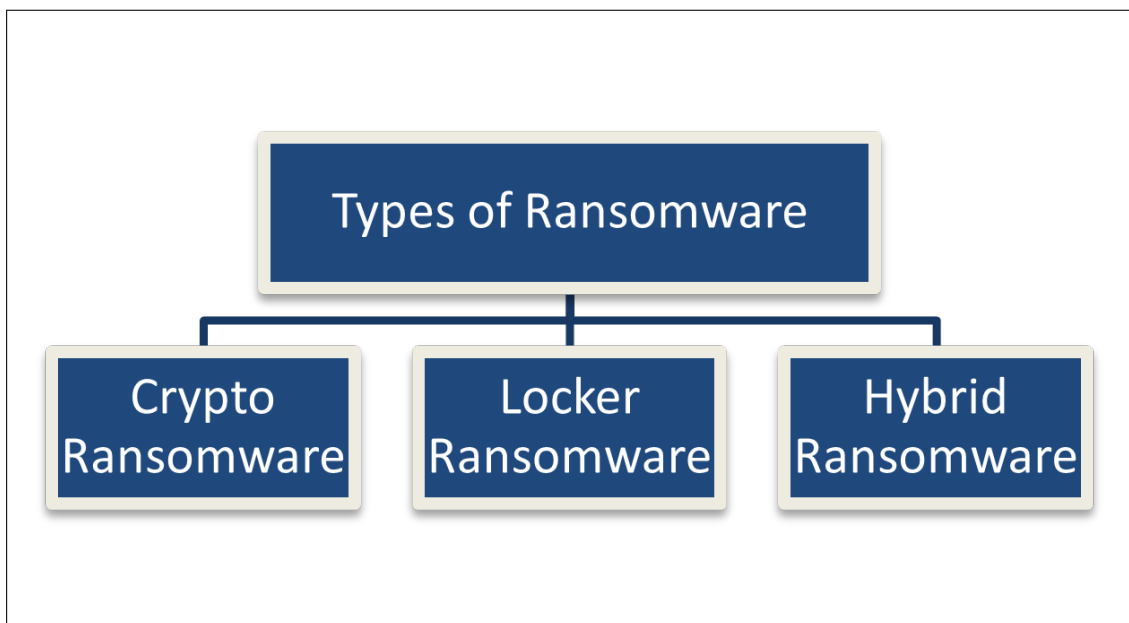 Types of Ransomware
Crypto
Ransomware
Locker
Ransomware
Hybrid
Ransomware